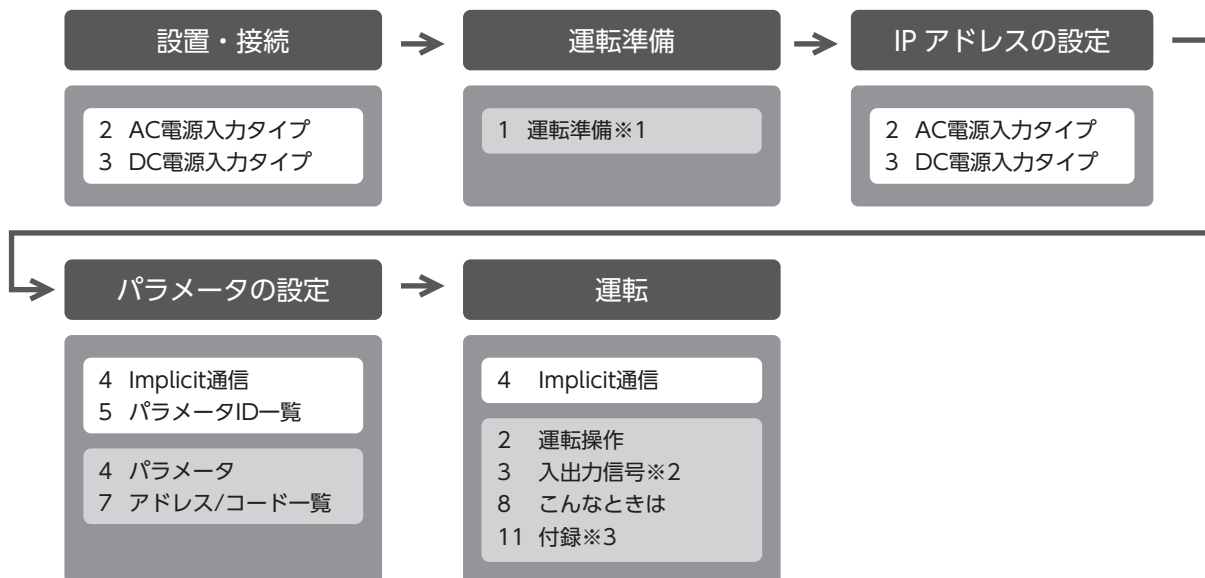 設置・接続
2 AC電源入力タイプ
3 DC電源入力タイプ
運転準備
1 運転準備※1
IP アドレスの設定
2 AC電源入力タイプ
3 DC電源入力タイプ
パラメータの設定
4 Implicit通信
5 パラメータID一覧
4 パラメータ
7 アドレス/コード一覧
運転
4 Implicit通信
2 運転操作
3 入出力信号※2
8 こんなときは
11 付録※3